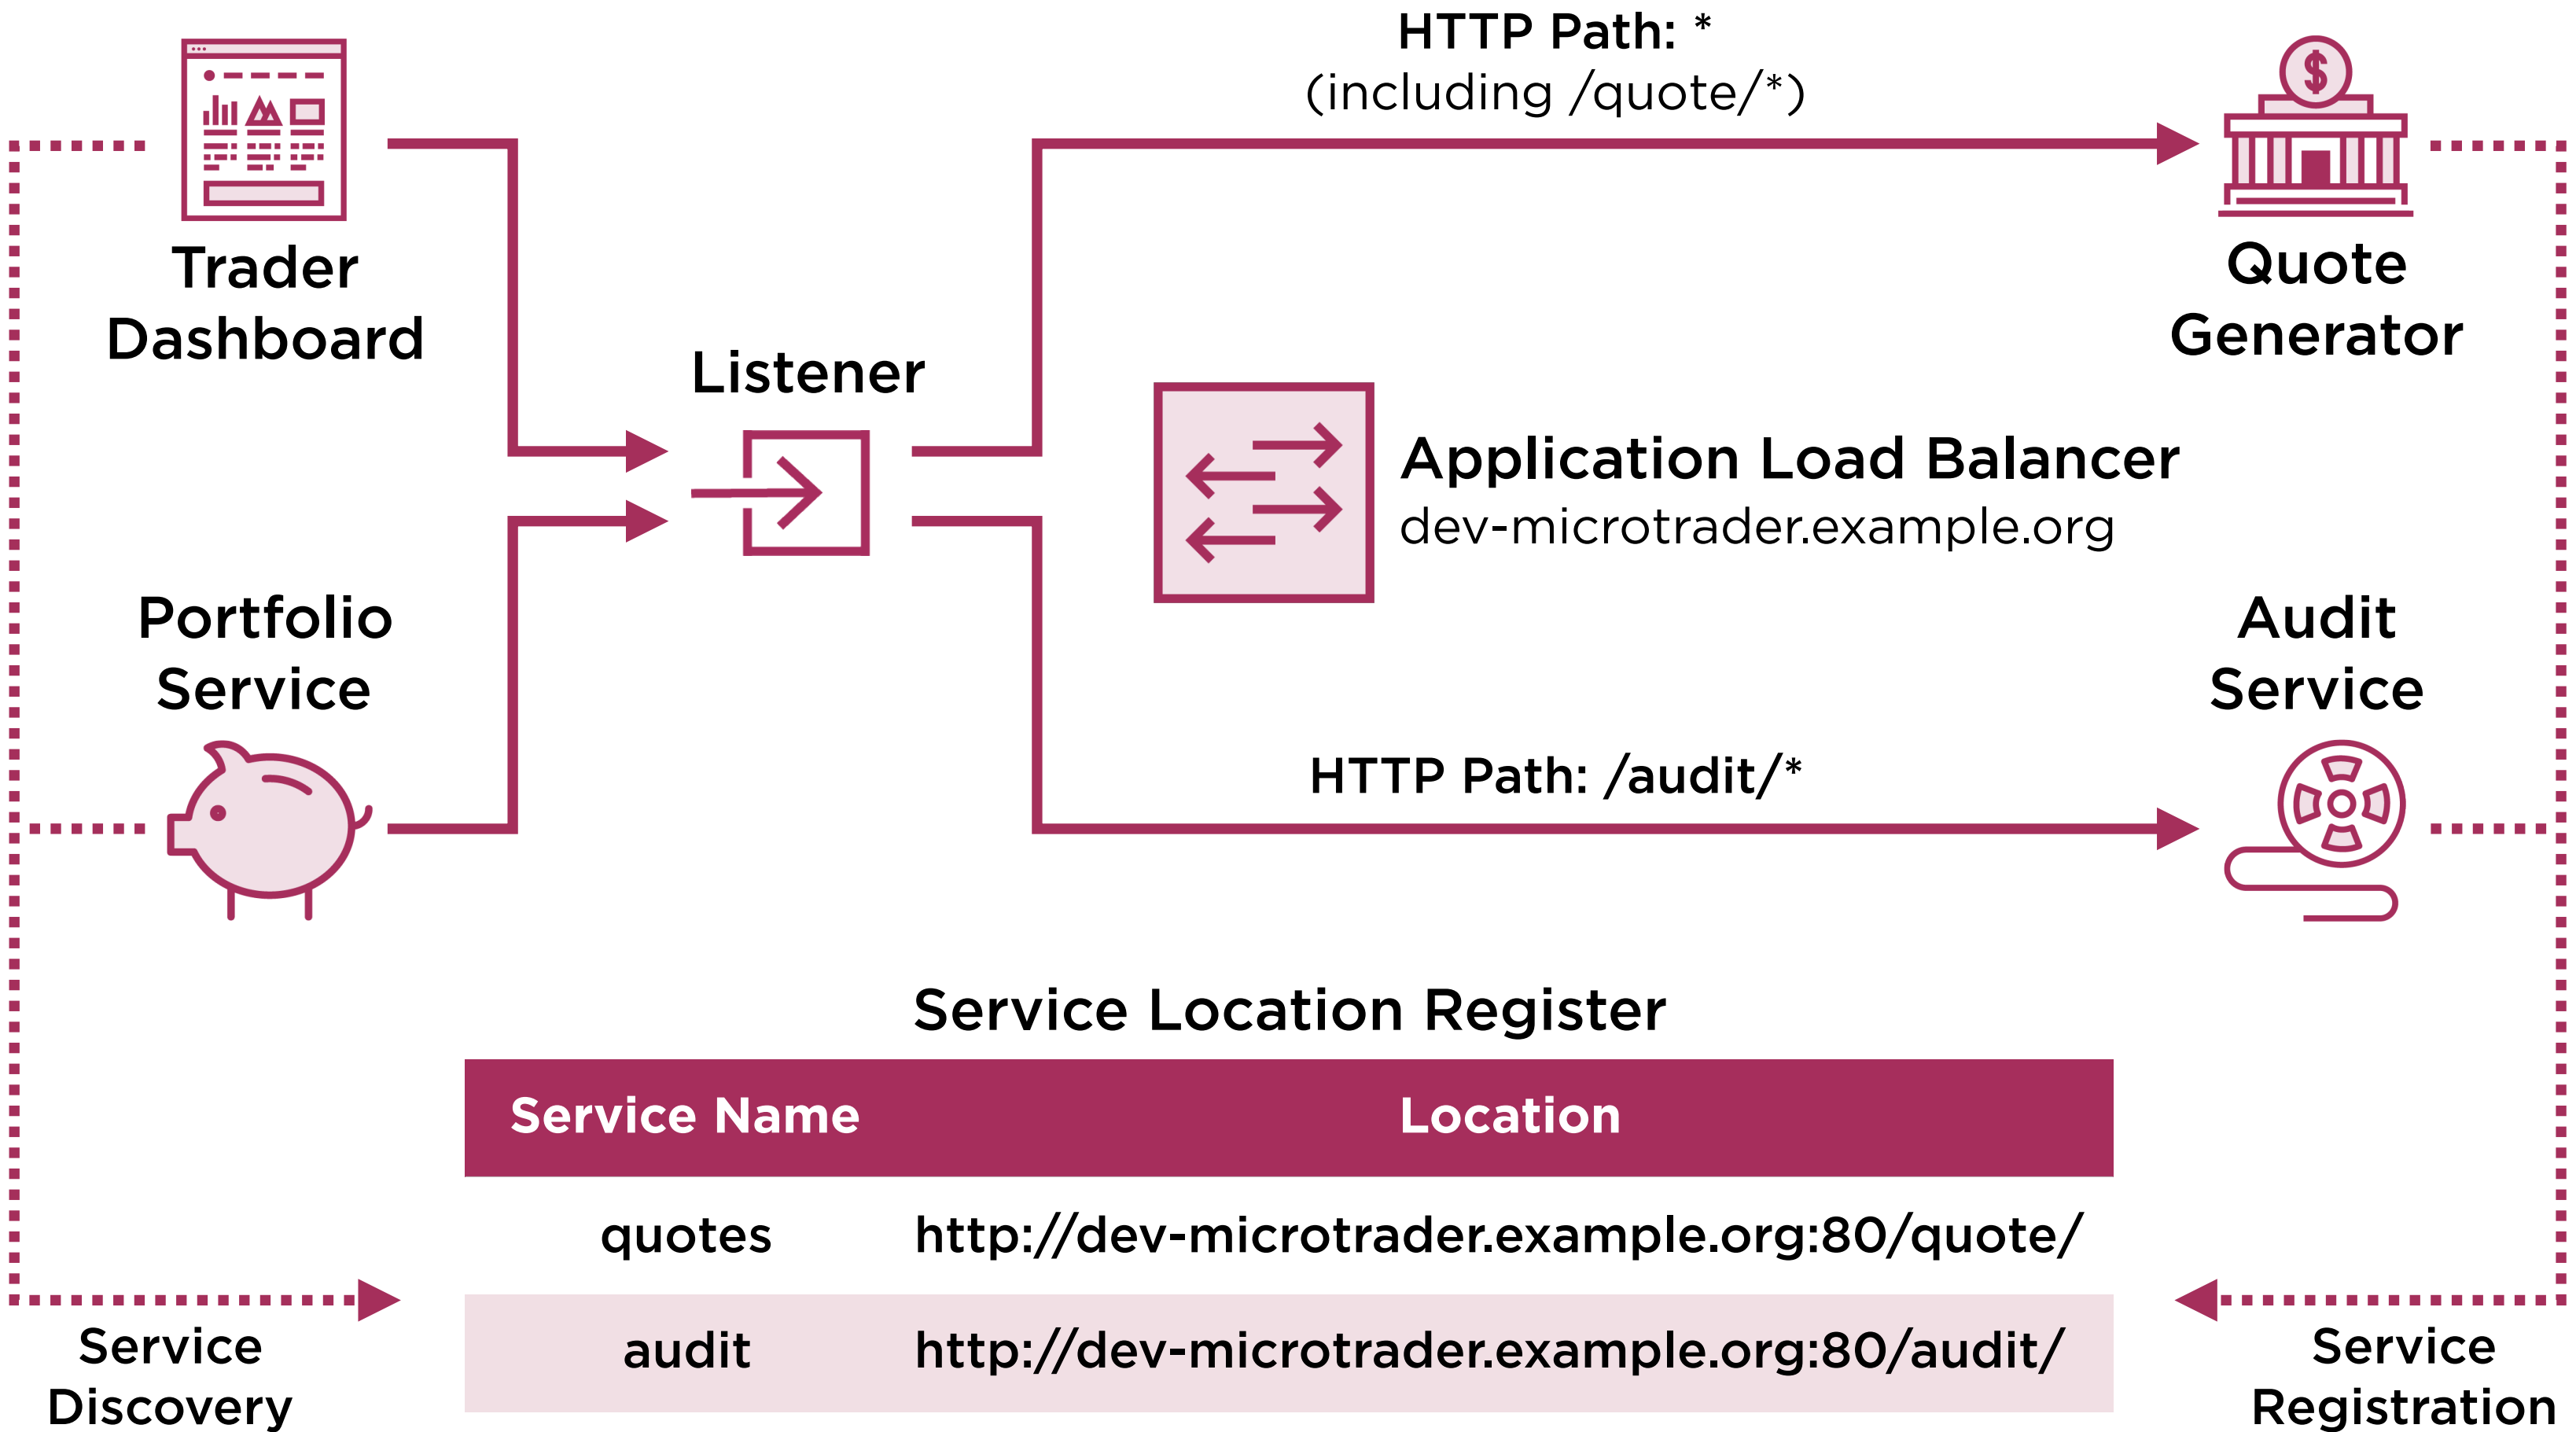 HTTP Path: *
(including /quote/*)
Trader
Dashboard
Quote
Generator
Listener
Application Load Balancer
dev-microtrader.example.org
Portfolio
Service
Audit
Service
HTTP Path: /audit/*
Service Location Register
Service Name Location
quotes http://dev-microtrader.example.org:80/quote/
audit http://dev-microtrader.example.org:80/audit/
Service
Discovery
Service
Registration